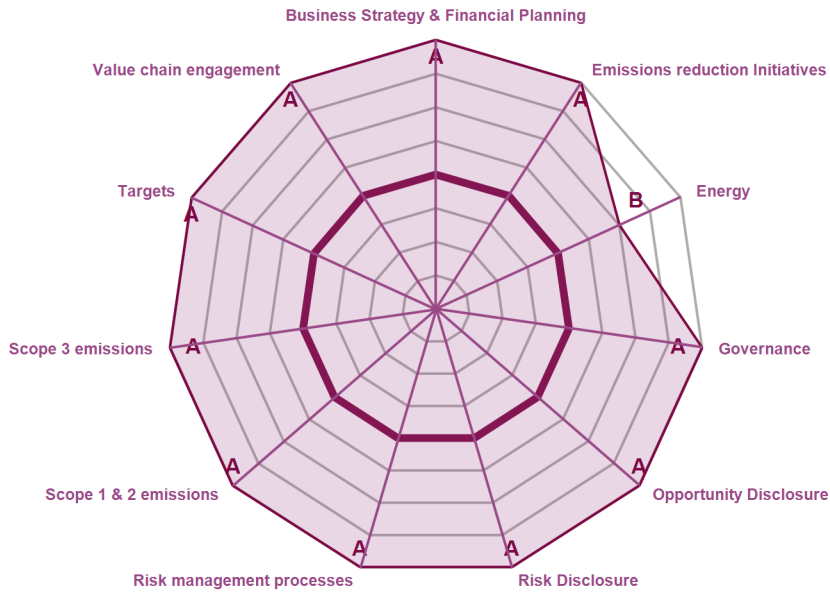 Business Strategy & Financial Planning
A
Value chain engagement
A
Emissions reduction Initiatives
A
Targets
A
B
Energy
Scope 3 emissions
A
A
Governance
A
Scope 1 & 2 emissions
A
Opportunity Disclosure
A
Risk management processes
A
Risk Disclosure